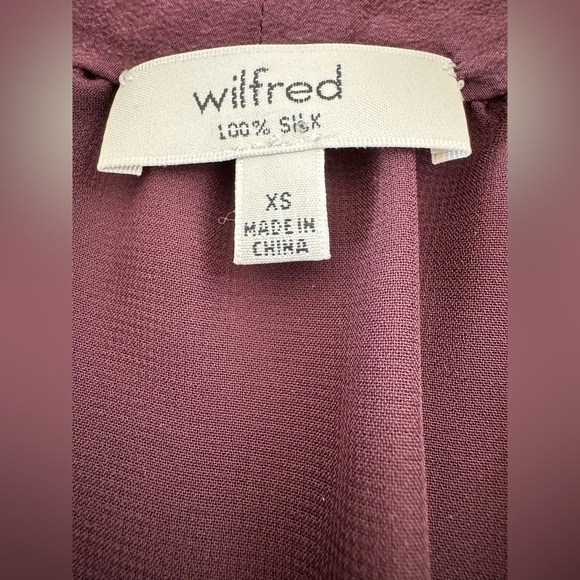 wilfred
100% SILK
XS
MADE IN
CHINA